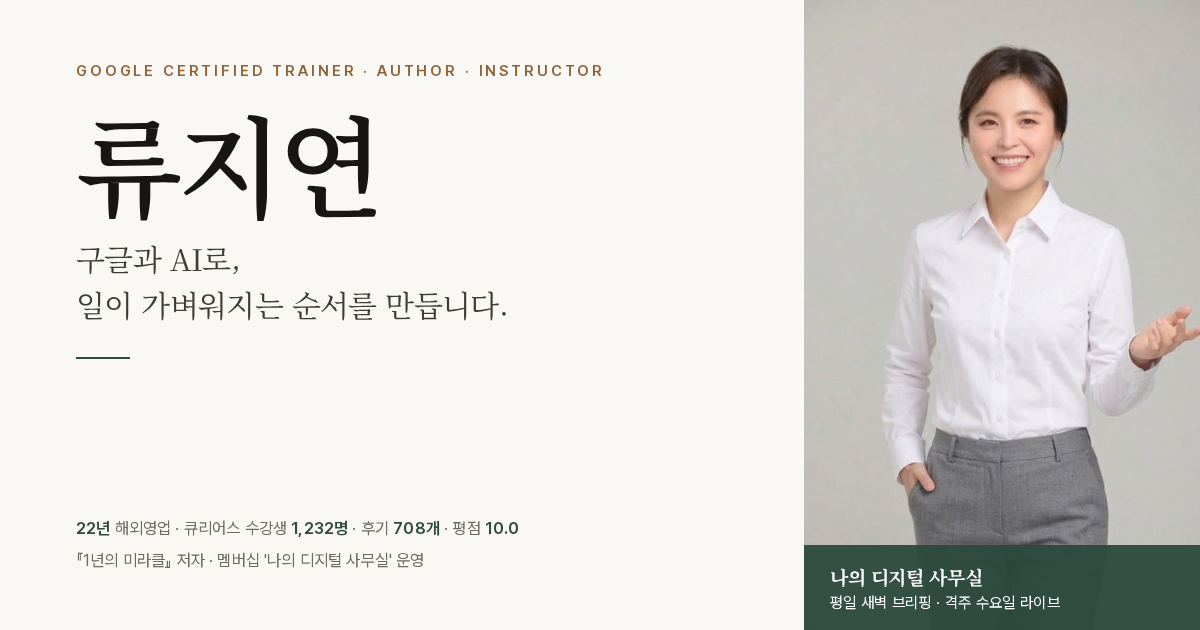 GOOGLE CERTIFIED TRAINER · AUTHOR · INSTRUCTOR
류지연
구글과 AI로,
일이 가벼워지는 순서를 만듭니다.
22년 해외영업 · 큐리어스 수강생 1,232명 · 후기 708개 · 평점 10.0
『1년의 미라클』 저자 · 멤버십 '나의 디지털 사무실' 운영
나의 디지털 사무실
평일 새벽 브리핑 · 격주 수요일 라이브